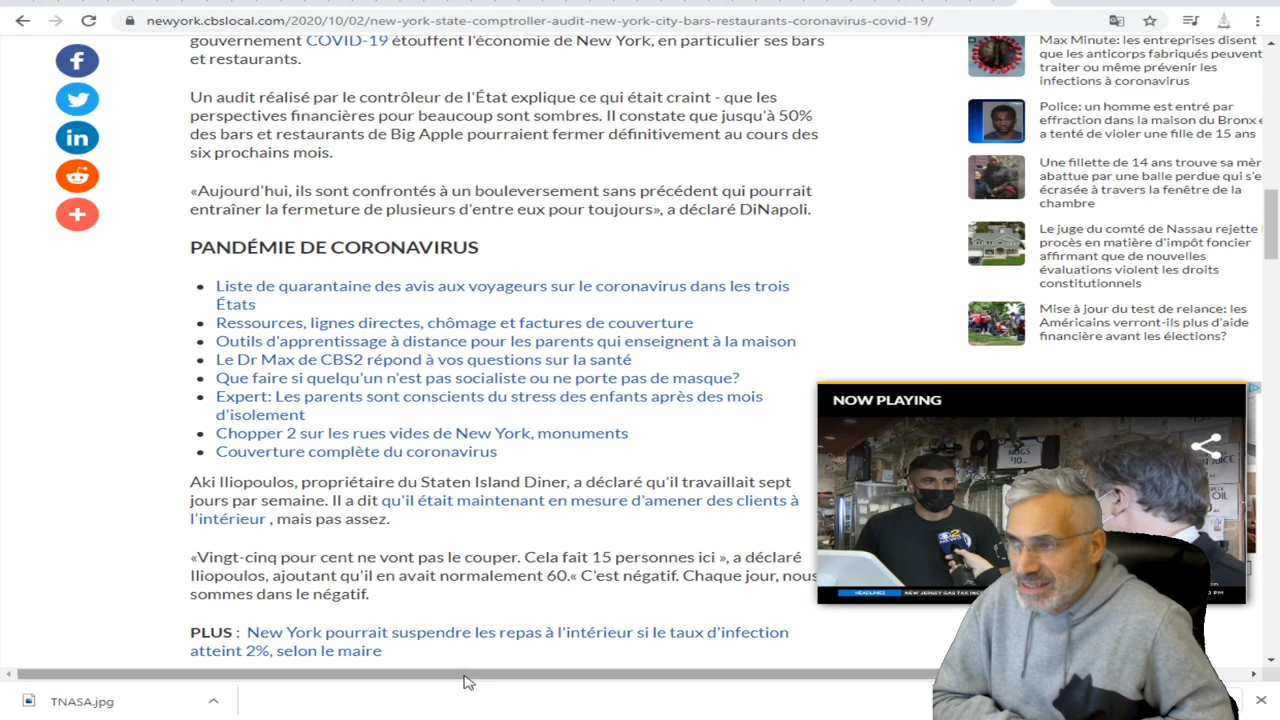 newyork.cbslocal.com/2020/10/02/new-york-state-comptroller-audit-new-york-city-bars-restaurants-coronavirus-covid-19/
gouvernement COVID-19 étouffent l'économie de New York, en particulier ses bars
et restaurants.
Un audit réalisé par le contrôleur de l'État explique ce qui était craint - que les
perspectives financières pour beaucoup sont sombres. Il constate que jusqu'à 50%
des bars et restaurants de Big Apple pourraient fermer définitivement au cours des
six prochains mois.
«Aujourd'hui, ils sont confrontés à un bouleversement sans précédent qui pourrait
entraîner la fermeture de plusieurs d'entre eux pour toujours», a déclaré DiNapoli.
PANDÉMIE DE CORONAVIRUS
Liste de quarantaine des avis aux voyageurs sur le coronavirus dans les trois
États
Ressources, lignes directes, chômage et factures de couverture
Outils d'apprentissage à distance pour les parents qui enseignent à la maison
Le Dr Max de CBS2 répond à vos questions sur la santé
Que faire si quelqu'un n'est pas socialiste ou ne porte pas de masque?
Expert: Les parents sont conscients du stress des enfants après des mois
d'isolement
Chopper 2 sur les rues vides de New York, monuments
Couverture complète du coronavirus
Aki Iliopoulos, propriétaire du Staten Island Diner, a déclaré qu'il travaillait sept
jours par semaine. Il a dit qu'il était maintenant en mesure d'amener des clients à
l'intérieur , mais pas assez.
«Vingt-cinq pour cent ne vont pas le couper. Cela fait 15 personnes ici », a déclaré
Iliopoulos, ajoutant qu'il en avait normalement 60.« C'est négatif. Chaque jour, nous
sommes dans le négatif.
PLUS : New York pourrait suspendre les repas à l'intérieur si le taux d'infection
atteint 2%, selon le maire
Max Minute: les entreprises disent
que les anticorps fabriqués peuvent
traiter ou même prévenir les
infections à coronavirus
Police: un homme est entré par
effraction dans la maison du Bronx e
a tenté de violer une fille de 15 ans
Une fillette de 14 ans trouve sa mèr
abattue par une balle perdue qui s'e
écrasée à travers la fenêtre de la
chambre
Le juge du comté de Nassau rejette
procès en matière d'impôt foncier
affirmant que de nouvelles
évaluations violent les droits
constitutionnels
Mise à jour du test de relance: les
Américains verront-ils plus d'aide
financière avant les élections?
NOW PLAYING
2
HEADLINES
NEW JERSEY GAS TAX
TNASA.jpg